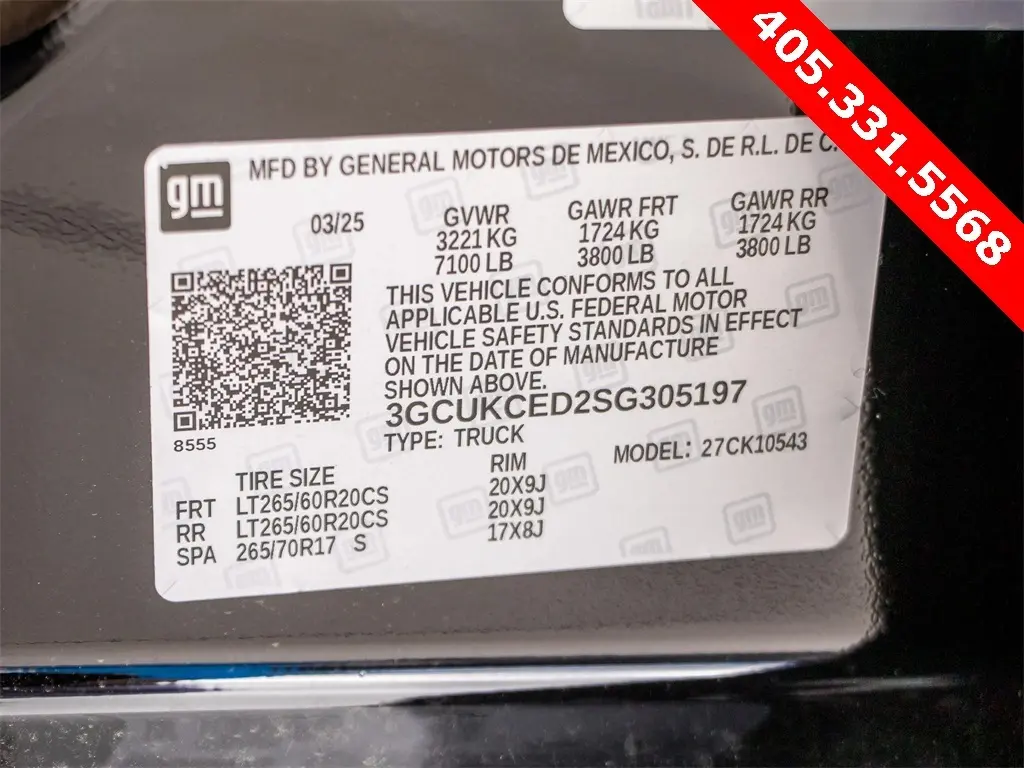 405.331.5568
MFD BY GENERAL MOTORS DE MEXICO, S. DE R.L. DE C.
gm
03/25
GVWR
3221 KG
7100 LB
GAWR FRT
1724 KG
3800 LB
GAWR RR
1724 KG
3800 LB
THIS VEHICLE CONFORMS TO ALL
APPLICABLE U.S. FEDERAL MOTOR
VEHICLE SAFETY STANDARDS IN EFFECT
ON THE DATE OF MANUFACTURE
SHOWN ABOVE.
3GCUKCED2SG305197
8555
TYPE: TRUCK
MODEL: 27CK10543
TIRE SIZE RIM
FRT LT265/60R20CS 20X9J
RR LT265/60R20CS 20X9J
SPA 265/70R17 S 17X8J